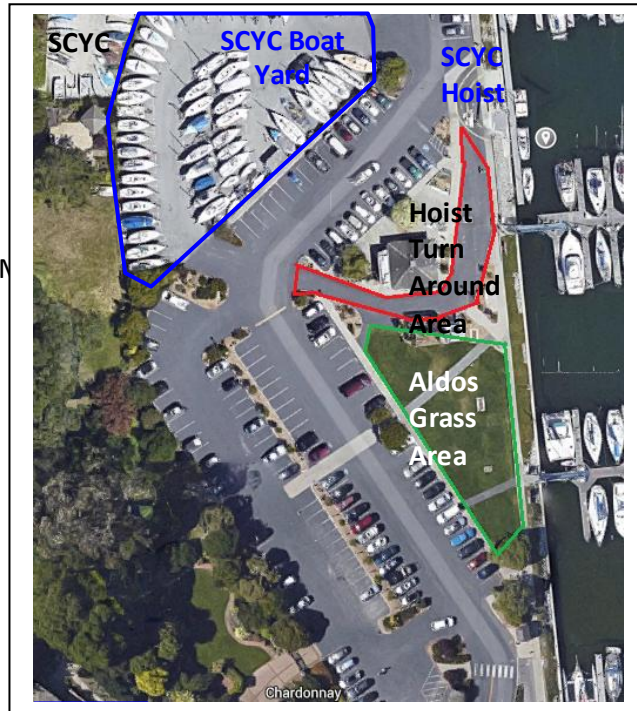 SCYC
SCYC Boat
Yard
SCYC
Hoist
Hoist
Turn
Around
Area
Aldos
Grass
Area
N
Chardonnay